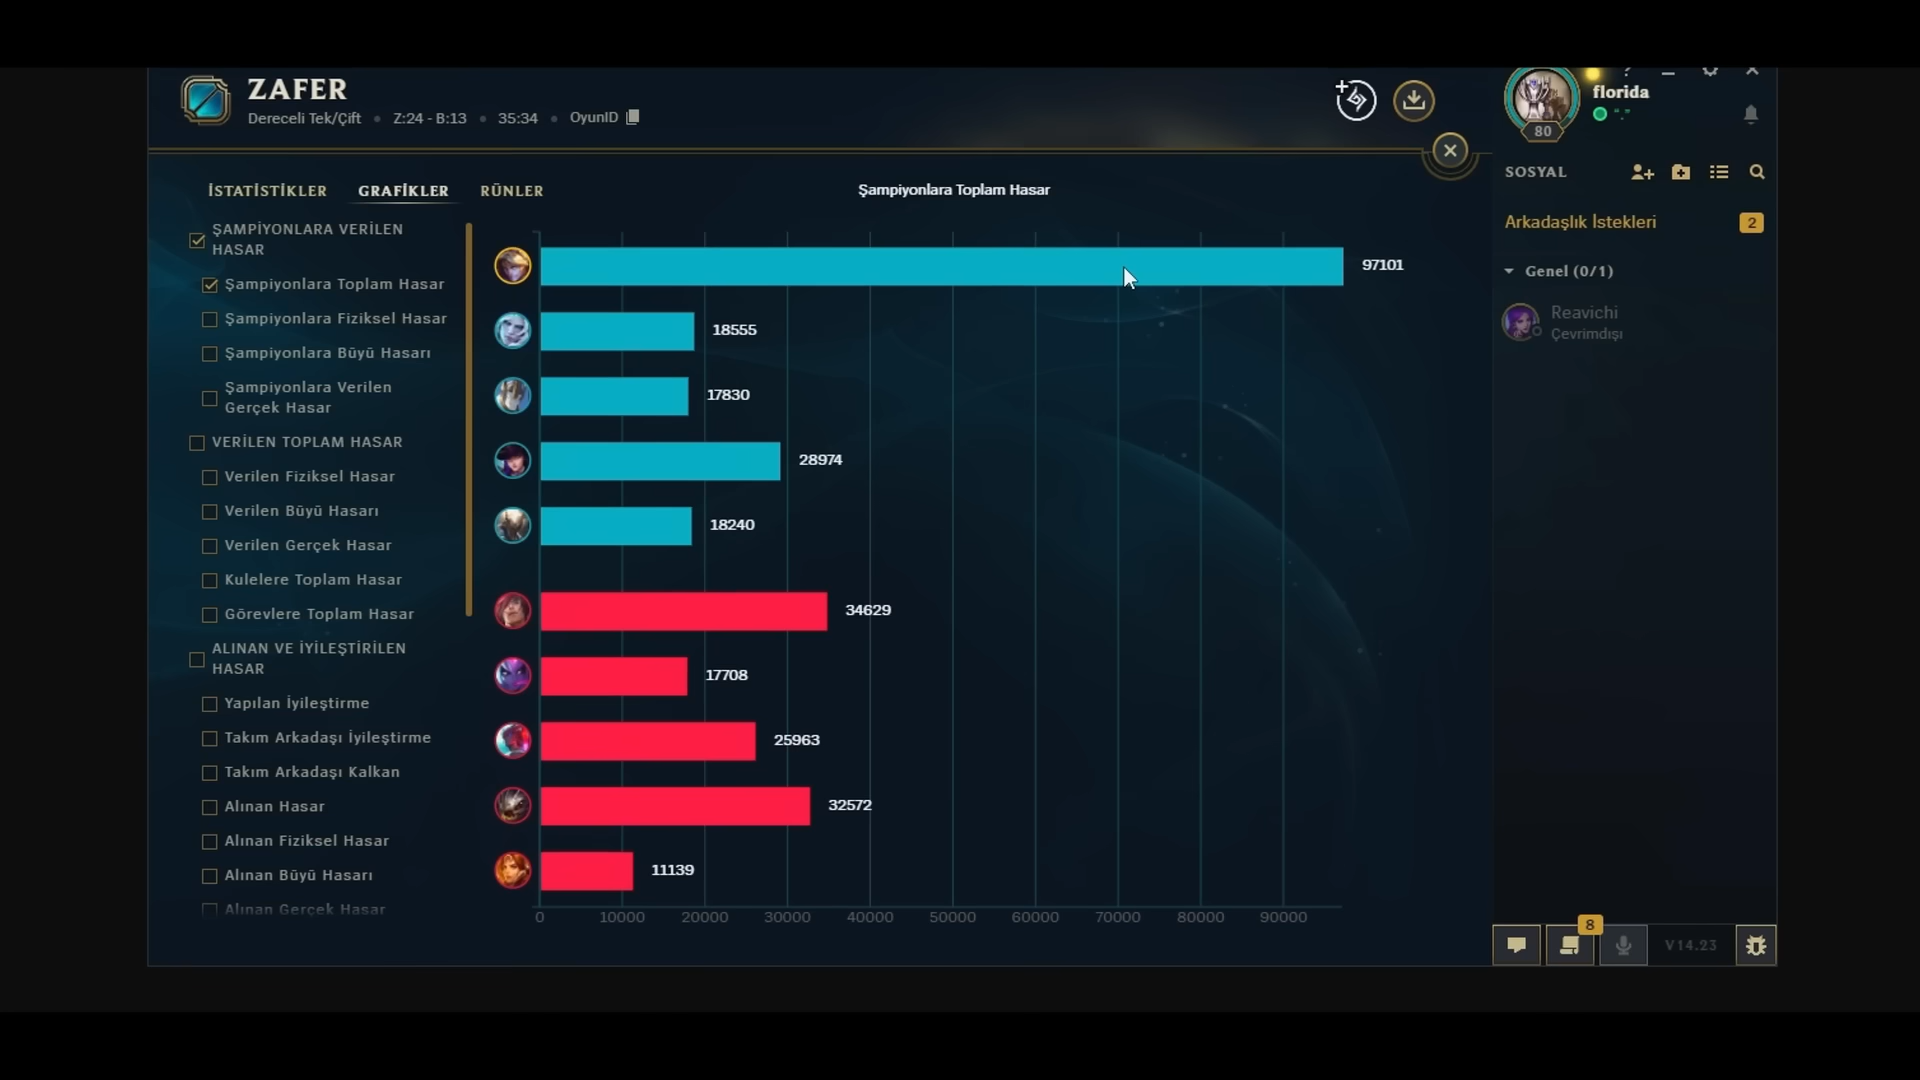 ZAFER
Dereceli Tek/Çift • Z:24 - B:13 • 35:34 • OyunID
İSTATİSTİKLER GRAFİKLER RÜNLER
Şampiyonlara Toplam Hasar
ŞAMPİYONLARA VERİLEN
HASAR
Şampiyonlara Toplam Hasar
Şampiyonlara Fiziksel Hasar
Şampiyonlara Büyü Hasarı
Şampiyonlara Verilen
Gerçek Hasar
VERİLEN TOPLAM HASAR
Verilen Fiziksel Hasar
Verilen Büyü Hasarı
Verilen Gerçek Hasar
Kulelere Toplam Hasar
Görevlere Toplam Hasar
ALINAN VE İYİLEŞTİRİLEN
HASAR
Yapılan İyileştirme
Takım Arkadaşı İyileştirme
Takım Arkadaşı Kalkan
Alınan Hasar
Alınan Fiziksel Hasar
Alınan Büyü Hasarı
Alınan Gerçek Hasar
97101
18555
17830
28974
18240
34629
17708
25963
32572
11139
0 10000 20000 30000 40000 50000 60000 70000 80000 90000
florida
"."
80
SOSYAL
Arkadaşlık İstekleri 2
Genel (0/1)
Reavichi
Çevrimdışı
8
V14.23